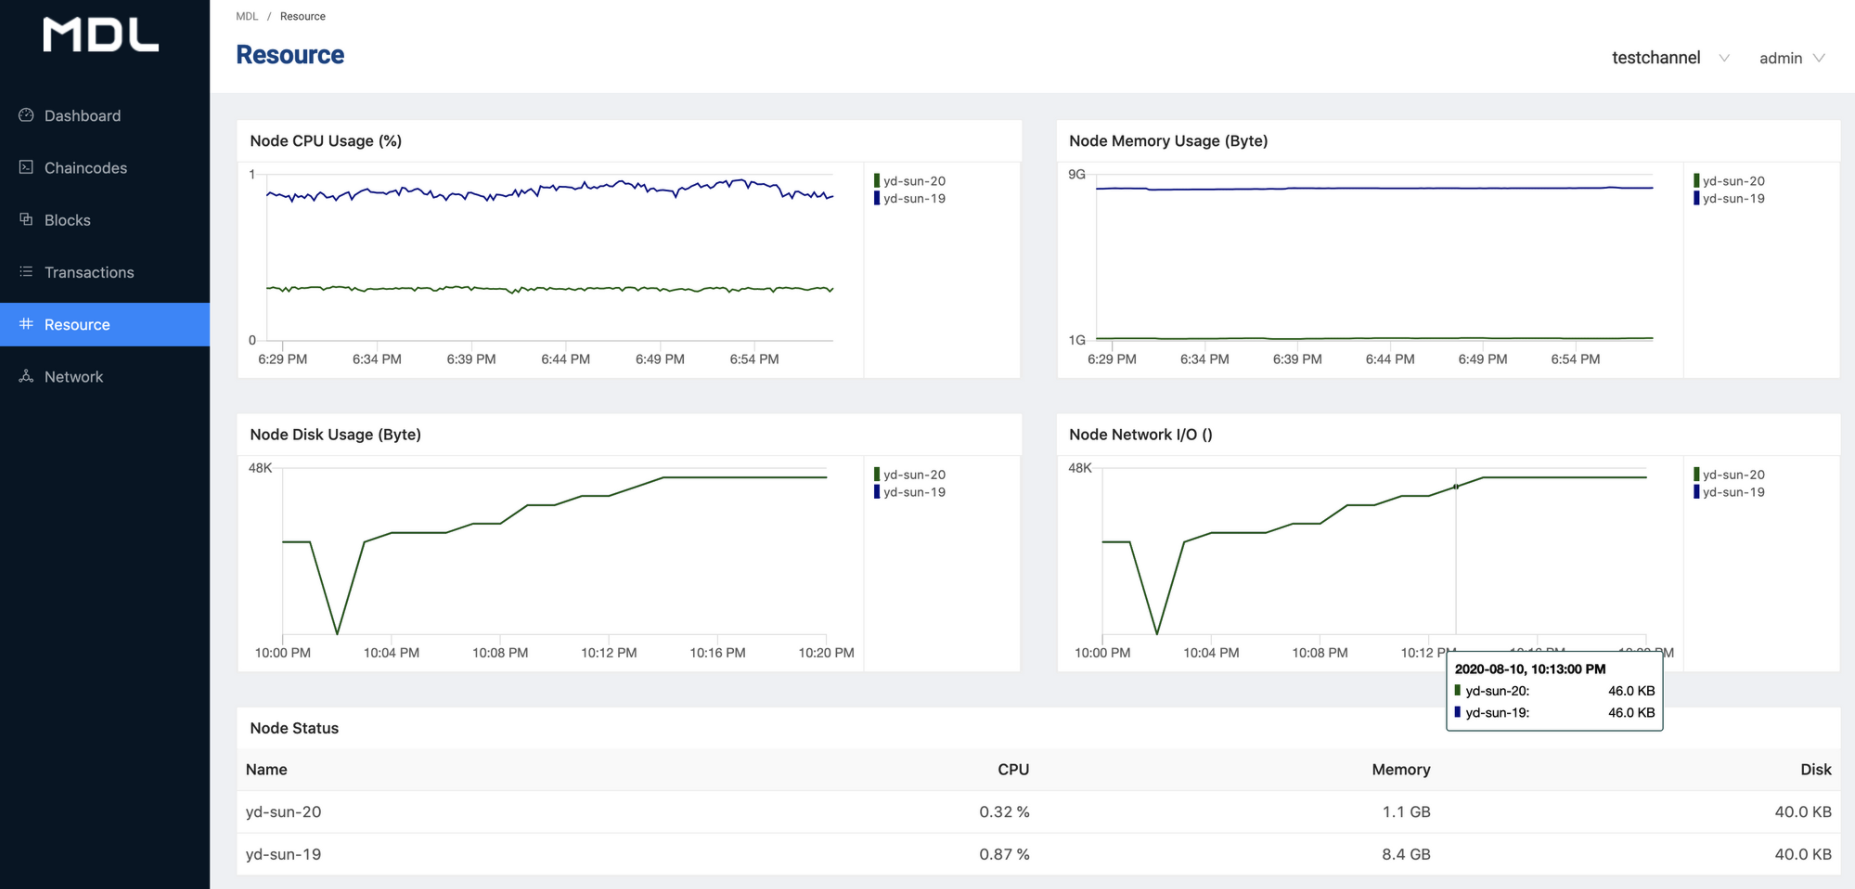 MDL
Dashboard
Chaincodes
Blocks
Transactions
Resource
Network
MDL / Resource
Resource
testchannel
admin
Node CPU Usage (%)
1
0
6:29 PM 6:34 PM 6:39 PM 6:44 PM 6:49 PM 6:54 PM
yd-sun-20
yd-sun-19
Node Memory Usage (Byte)
9G
1G
6:29 PM 6:34 PM 6:39 PM 6:44 PM 6:49 PM 6:54 PM
yd-sun-20
yd-sun-19
Node Disk Usage (Byte)
48K
10:00 PM 10:04 PM 10:08 PM 10:12 PM 10:16 PM 10:20 PM
yd-sun-20
yd-sun-19
Node Network I/O ()
48K
10:00 PM 10:04 PM 10:08 PM 10:12 PM 10:16 PM 10:20 PM
yd-sun-20
yd-sun-19
2020-08-10, 10:13:00 PM
yd-sun-20: 46.0 KB
yd-sun-19: 46.0 KB
Node Status
Name CPU Memory Disk
yd-sun-20 0.32 % 1.1 GB 40.0 KB
yd-sun-19 0.87 % 8.4 GB 40.0 KB